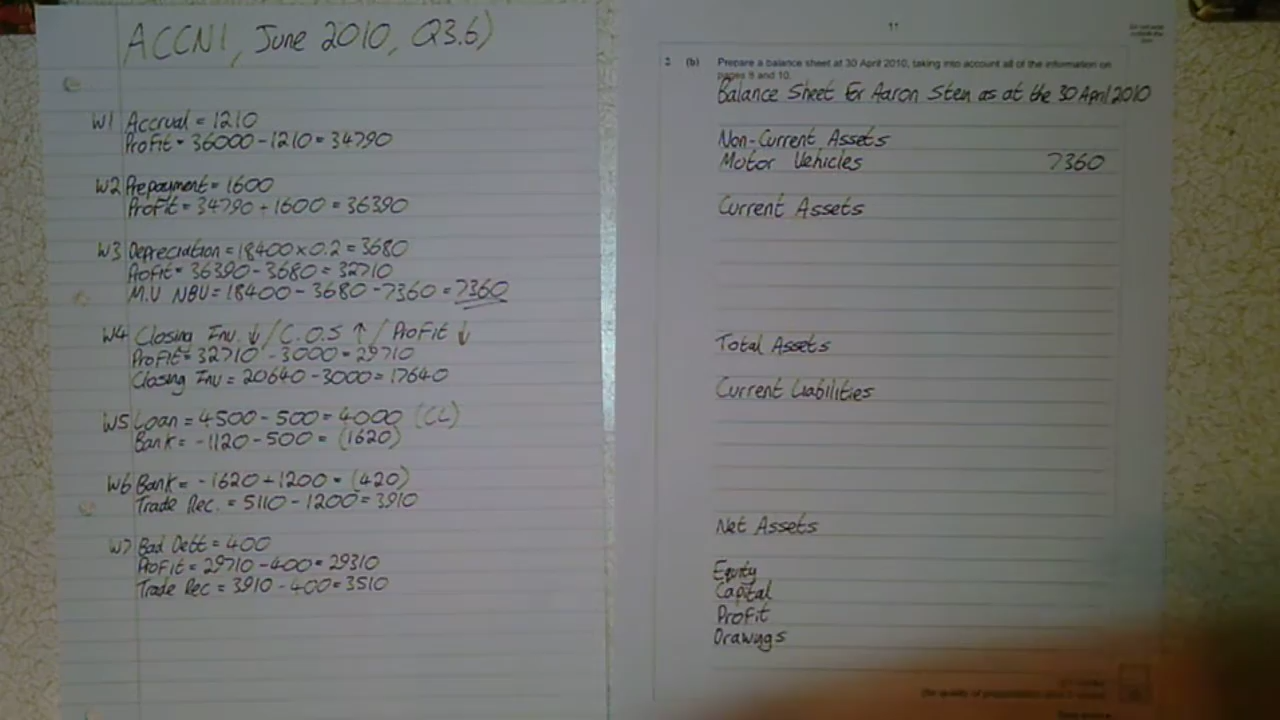 ACCN1, June 2010, Q3.b)
W1 Accrual = 1210
Profit = 36000 - 1210 = 34790
W2 Prepayment = 1600
Profit = 34790 + 1600 = 36390
W3 Depreciation = 18400 x 0.2 = 3680
Profit = 36390 - 3680 = 32710
M.V NBV = 18400 - 3680 - 7360 = 7360
W4 Closing Inv. ↓ / C.O.S ↑ / Profit ↓
Profit = 32710 - 3000 = 29710
Closing Inv = 20640 - 3000 = 17640
W5 Loan = 4500 - 500 = 4000 (CL)
Bank = -1120 - 500 = (1620)
W6 Bank = -1620 + 1200 = (420)
Trade Rec. = 5110 - 1200 = 3910
W7 Bad Debt = 400
Profit = 29710 - 400 = 29310
Trade Rec = 3910 - 400 = 3510
11
3 (b) Prepare a balance sheet at 30 April 2010, taking into account all of the information on
pages 9 and 10.
Balance Sheet for Aaron Sten as at the 30 April 2010
Non-Current Assets
Motor Vehicles 7360
Current Assets
Total Assets
Current Liabilities
Net Assets
Equity
Capital
Profit
Drawings